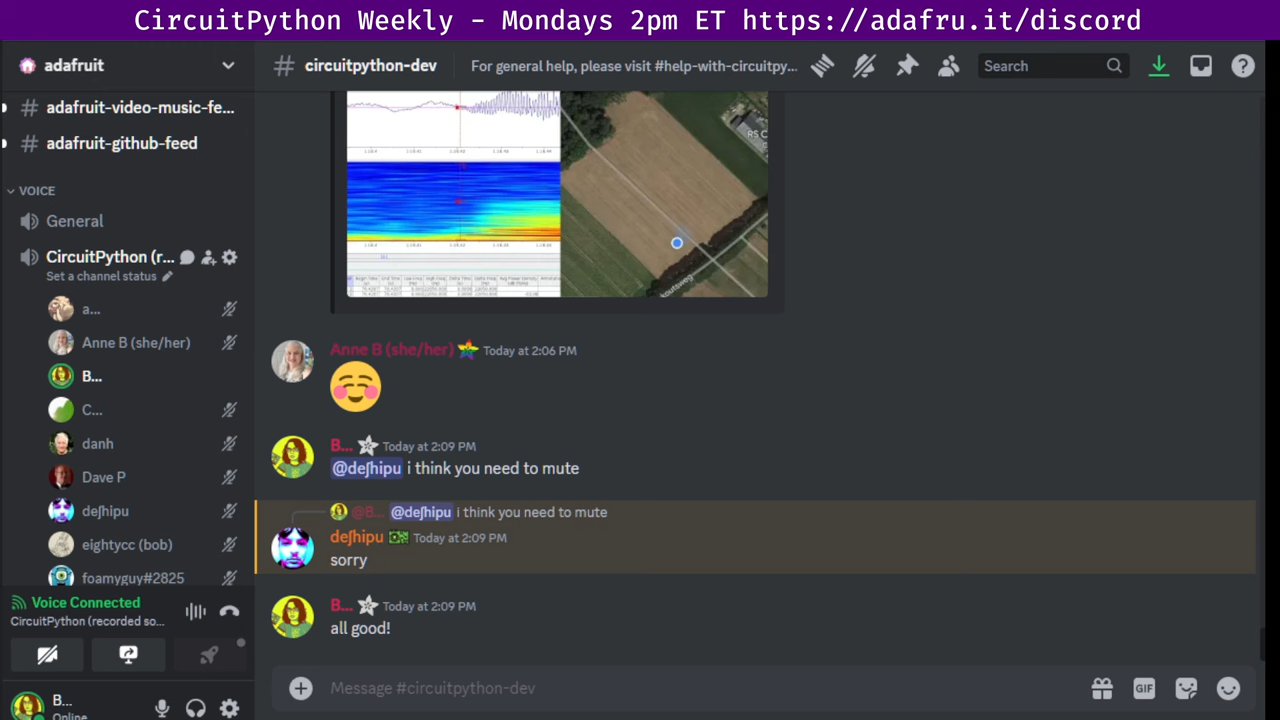 CircuitPython Weekly - Mondays 2pm ET https://adafru.it/discord
adafruit
circuitpython-dev
For general help, please visit #help-with-circuitpy...
Search
adafruit-video-music-fe...
adafruit-github-feed
VOICE
General
CircuitPython (r...
Set a channel status
a...
Anne B (she/her)
B...
C...
danh
Dave P
deʃhipu
eightycc (bob)
foamyguy#2825
Voice Connected
CircuitPython (recorded so...
B...
Online
RS C
koutsweg
Anne B (she/her) Today at 2:06 PM
B... Today at 2:09 PM
@deʃhipu i think you need to mute
@B... @deʃhipu i think you need to mute
deʃhipu Today at 2:09 PM
sorry
B... Today at 2:09 PM
all good!
Message #circuitpython-dev
GIF